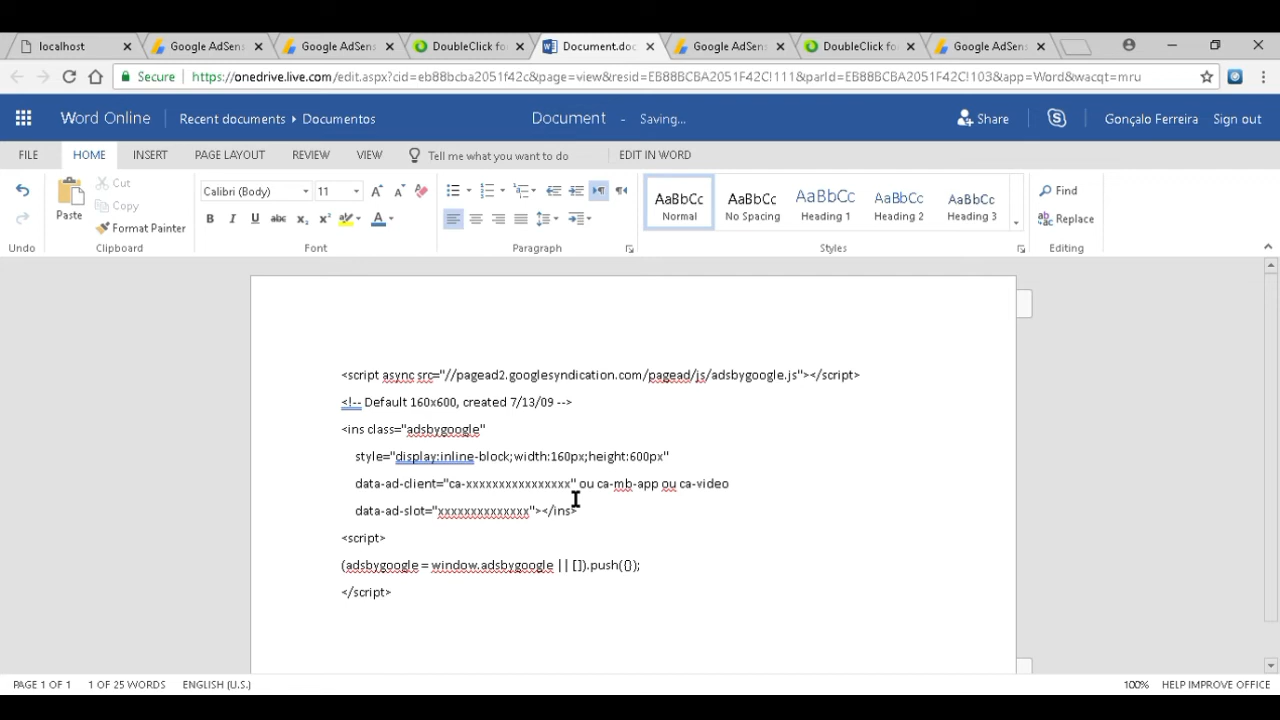 localhost
Google AdSens
Google AdSens
DoubleClick fo
Document.doc
Google AdSens
DoubleClick fo
Google AdSens
Secure
https://onedrive.live.com/edit.aspx?cid=eb88bcba2051f42c&page=view&resid=EB88BCBA2051F42C!111&parId=EB88BCBA2051F42C!103&app=Word&wacqt=mru
Word Online
Recent documents ▸ Documentos
Document - Saving...
Share
Gonçalo Ferreira
Sign out
FILE
HOME
INSERT
PAGE LAYOUT
REVIEW
VIEW
Tell me what you want to do
EDIT IN WORD
Paste
Cut
Copy
Format Painter
Calibri (Body)
11
B I U abc x₂ x²
AaBbCc
Normal
AaBbCc
No Spacing
AaBbCc
Heading 1
AaBbCc
Heading 2
AaBbCc
Heading 3
Find
Replace
Undo
Clipboard
Font
Paragraph
Styles
Editing
<script async src="//pagead2.googlesyndication.com/pagead/js/adsbygoogle.js"></script>
<!-- Default 160x600, created 7/13/09 -->
<ins class="adsbygoogle"
style="display:inline-block;width:160px;height:600px"
data-ad-client="ca-xxxxxxxxxxxxxxxx" ou ca-mb-app ou ca-video
data-ad-slot="xxxxxxxxxxxxxx"></ins>
<script>
(adsbygoogle = window.adsbygoogle || []).push({});
</script>
PAGE 1 OF 1
1 OF 25 WORDS
ENGLISH (U.S.)
100%
HELP IMPROVE OFFICE